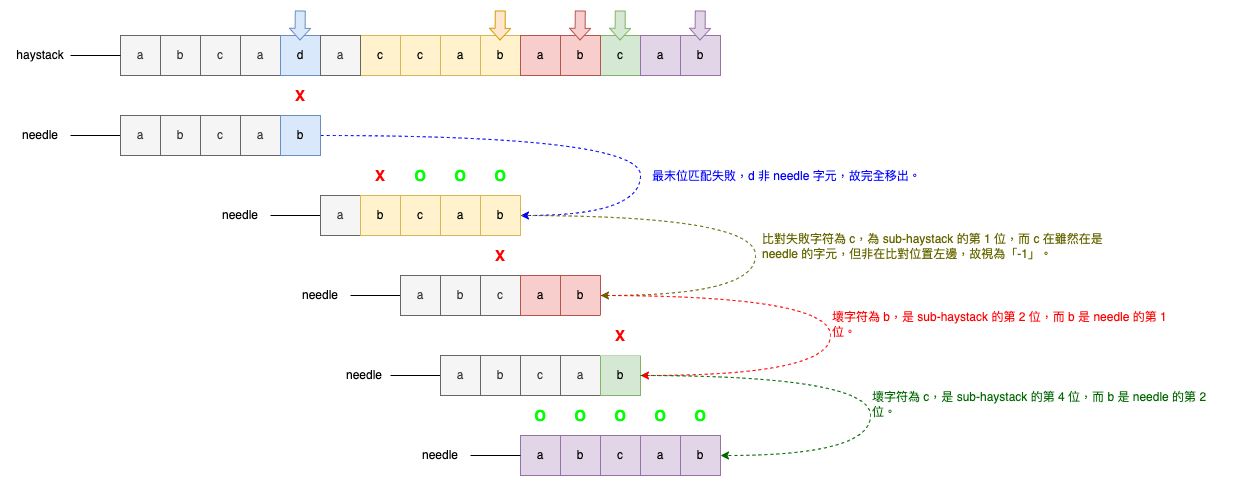 haystack a b c a d a c c a b a b c a b
X
needle a b c a b
X O O O
最末位匹配失敗，d 非 needle 字元，故完全移出。
needle a b c a b
比對失敗字符為 c，為 sub-haystack 的第 1 位，而 c 在雖然在是
X
needle 的字元，但非在比對位置左邊，故視為「-1」。
needle a b c a b
壞字符為 b，是 sub-haystack 的第 2 位，而 b 是 needle 的第 1
位。
X
needle a b c a b
壞字符為 c，是 sub-haystack 的第 4 位，而 b 是 needle 的第 2
位。
O O O O O
needle a b c a b